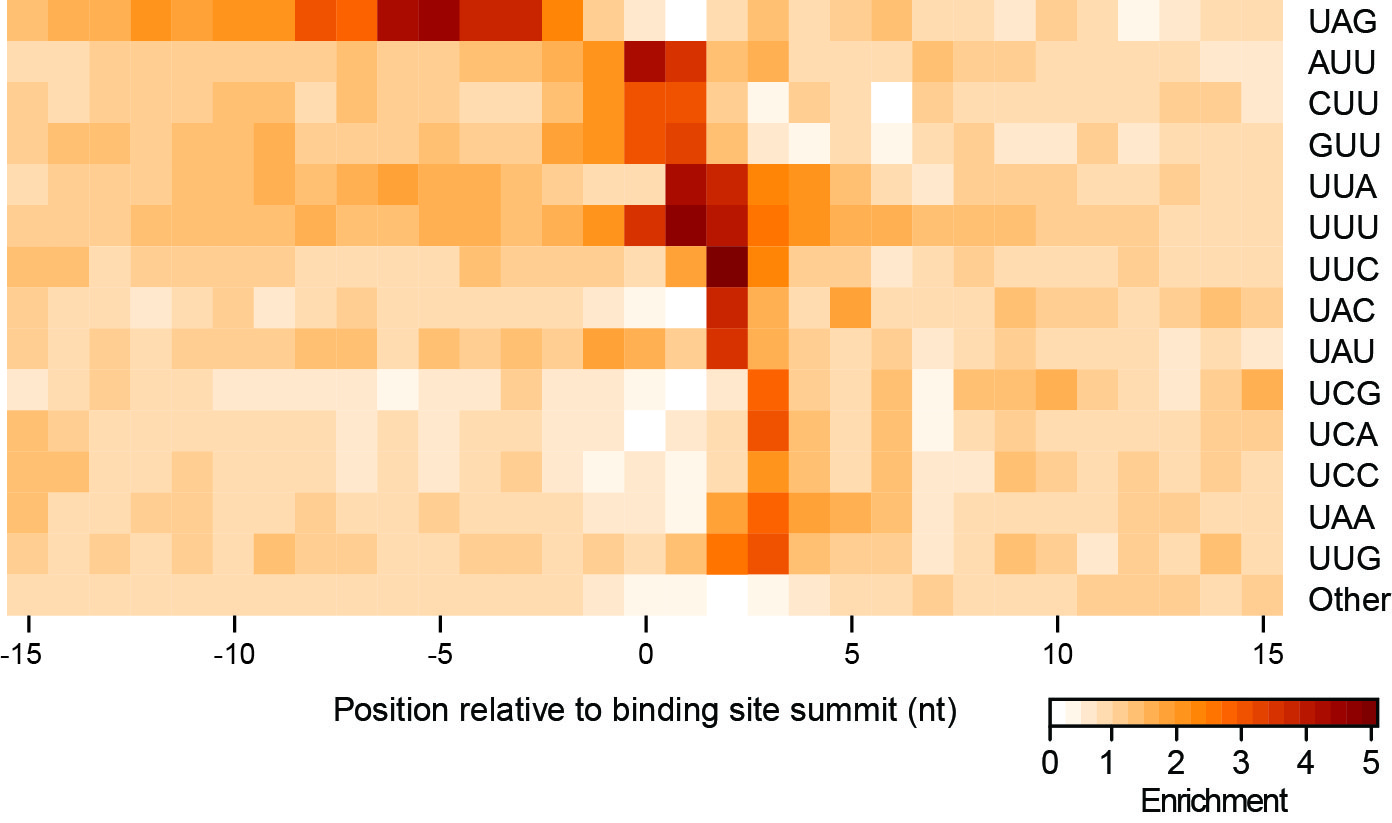 UAG
AUU
CUU
GUU
UUA
UUU
UUC
UAC
UAU
UCG
UCA
UCC
UAA
UUG
Other
-15 -10 -5 0 5 10 15
Position relative to binding site summit (nt)
0 1 2 3 4 5
Enrichment